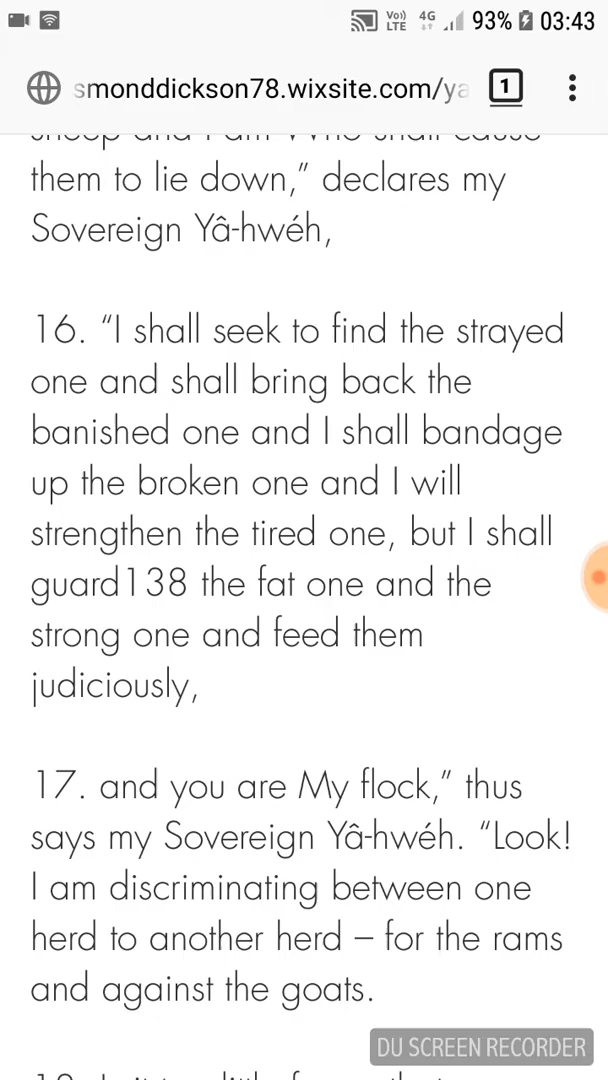 Vo)) LTE 4G 93% 03:43
smonddickson78.wixsite.com/ya 1
them to lie down,” declares my
Sovereign Yâ-hwéh,
16. “I shall seek to find the strayed
one and shall bring back the
banished one and I shall bandage
up the broken one and I will
strengthen the tired one, but I shall
guard138 the fat one and the
strong one and feed them
judiciously,
17. and you are My flock,” thus
says my Sovereign Yâ-hwéh. “Look!
I am discriminating between one
herd to another herd – for the rams
and against the goats.
DU SCREEN RECORDER